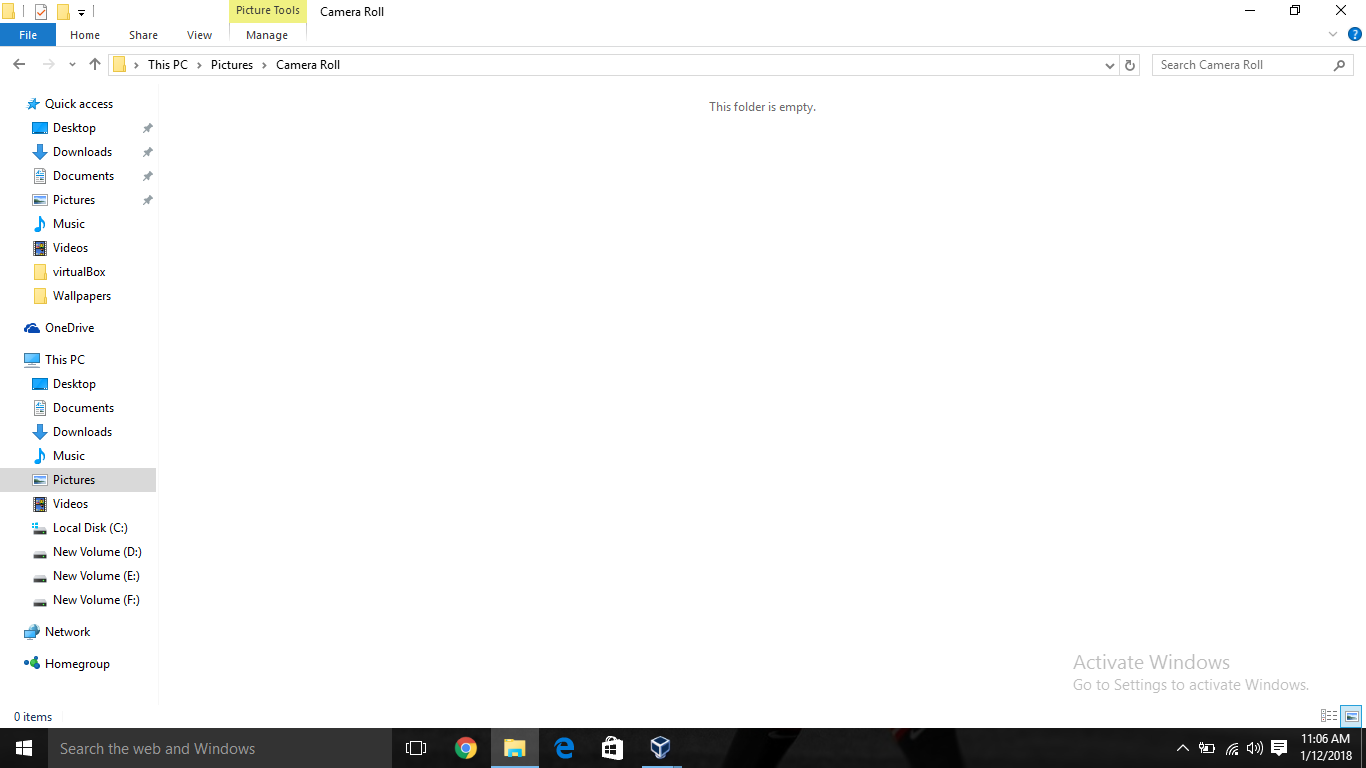 Picture Tools
Camera Roll
File
Home
Share
View
Manage
This PC
Pictures
Camera Roll
Search Camera Roll
Quick access
This folder is empty.
Desktop
Downloads
Documents
Pictures
Music
Videos
virtualBox
Wallpapers
OneDrive
This PC
Desktop
Documents
Downloads
Music
Pictures
Videos
Local Disk (C:)
New Volume (D:)
New Volume (E:)
New Volume (F:)
Network
Homegroup
Activate Windows
Go to Settings to activate Windows.
0 items
Search the web and Windows
11:06 AM
1/12/2018